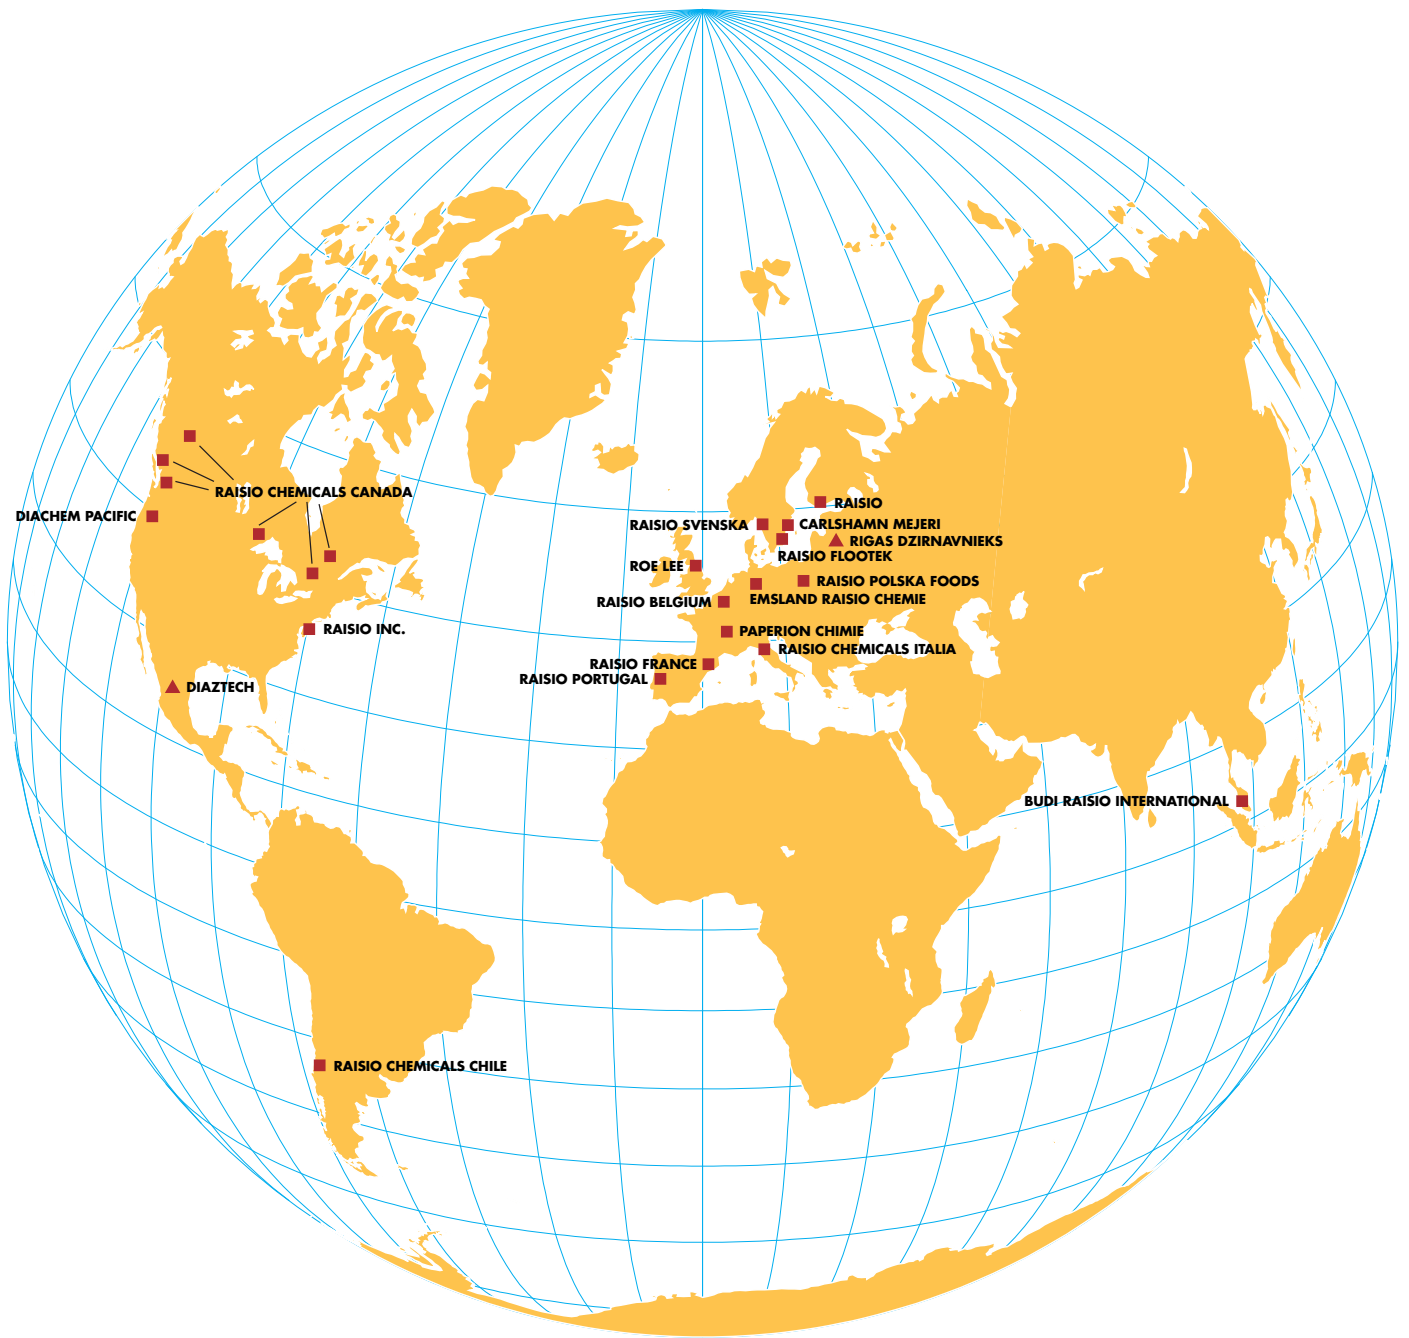 RAISIO CHEMICALS CANADA
DIACHEM PACIFIC
RAISIO
RAISIO SVENSKA
CARLSHAMN MEJERI
RIGAS DZIRNAVNIEKS
RAISIO FLOOTEK
ROE LEE
RAISIO POLSKA FOODS
RAISIO BELGIUM
EMSLAND RAISIO CHEMIE
RAISIO INC.
PAPERION CHIMIE
RAISIO CHEMICALS ITALIA
RAISIO FRANCE
RAISIO PORTUGAL
DIAZTECH
BUDI RAISIO INTERNATIONAL
RAISIO CHEMICALS CHILE